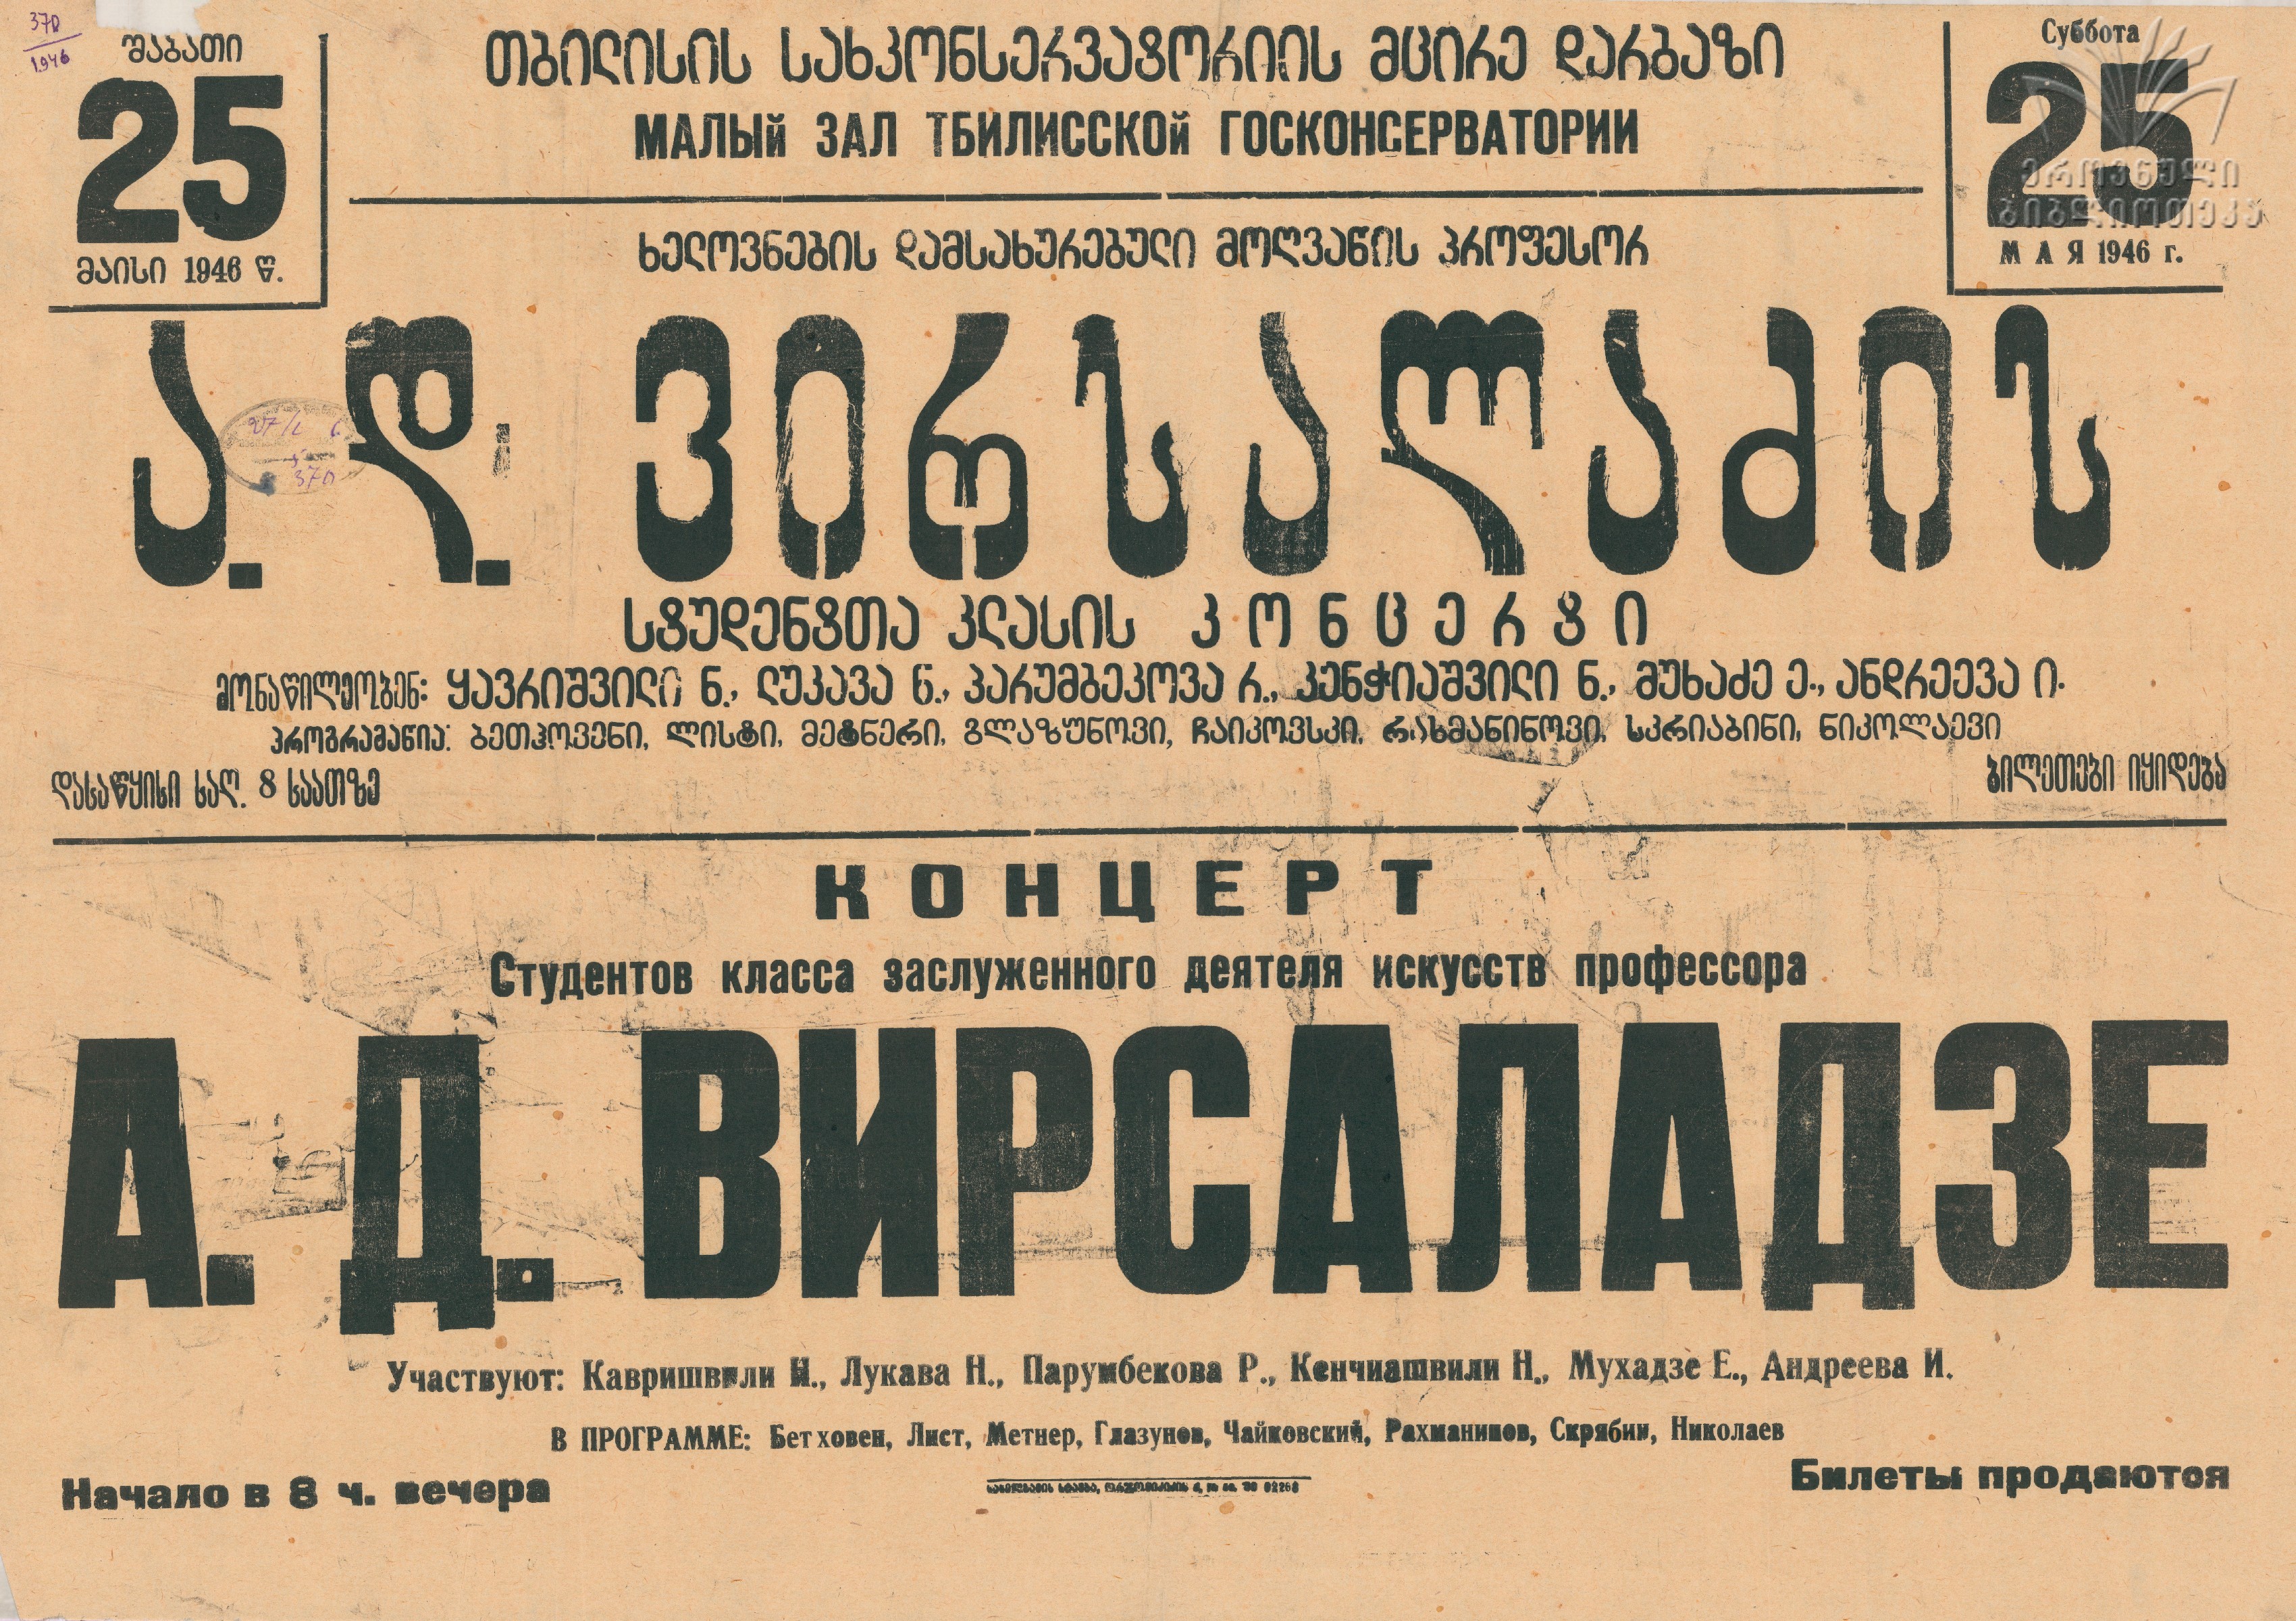 370
1946
შაბათი
25
მაისი 1946 წ.
თბილისის სახკონსერვატორიის მცირე დარბაზი
МАЛЫЙ ЗАЛ ТБИЛИССКОЙ ГОСКОНСЕРВАТОРИИ
Суббота
25
МАЯ 1946 г.
ეროვნული
ბიბლიოთეკა
ხელოვნების დამსახურებული მოღვაწის პროფესორ
ა. დ. ვირსალაძის
სტუდენტთა კლასის კონცერტი
მონაწილეობენ: ყავრიშვილი ნ., ლუკავა ნ., პარუმბეკოვა რ., კენჭიაშვილი ნ., მუხაძე ე., ანდრეევა ი.
პროგრამაშია: ბეთჰოვენი, ლისტი, მეტნერი, გლაზუნოვი, ჩაიკოვსკი, რახმანინოვი, სკრიაბინი, ნიკოლაევი
დასაწყისი საღ. 8 საათზე
ბილეთები იყიდება
КОНЦЕРТ
Студентов класса заслуженного деятеля искусств профессора
А. Д. ВИРСАЛАДЗЕ
Участвуют: Кавришвили Н., Лукава Н., Парумбекова Р., Кенчиашвили Н., Мухадзе Е., Андреева И.
В ПРОГРАММЕ: Бетховен, Лист, Метнер, Глазунов, Чайковский, Рахманинов, Скрябин, Николаев
Начало в 8 ч. вечера
Билеты продаются